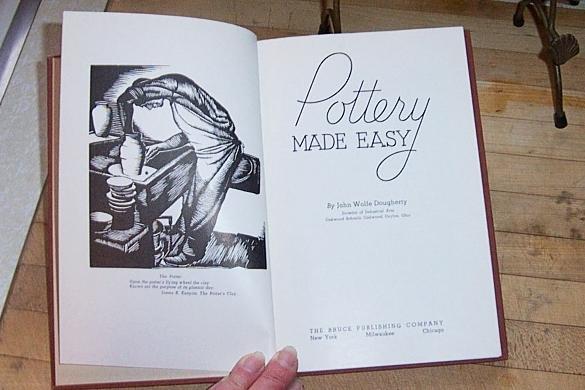 The Potter
Upon the potter's flying wheel the clay
Knows not the purpose of its plastic day;
James B. Kenyon: The Potter's Clay
Pottery
MADE EASY
By John Wolfe Dougherty
Director of Industrial Arts
Oakwood Schools, Oakwood, Dayton, Ohio
THE BRUCE PUBLISHING COMPANY
New York Milwaukee Chicago